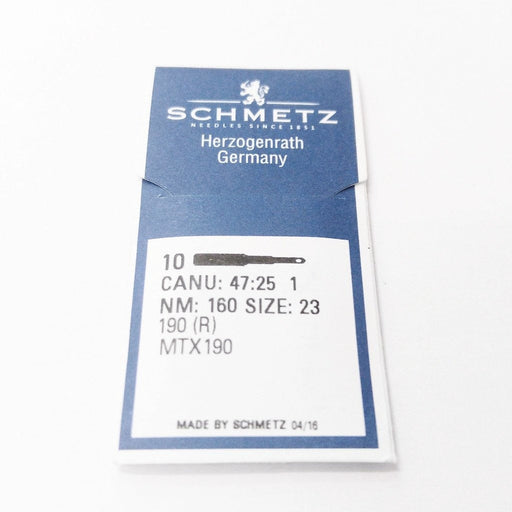 SCHMETZ
NEEDLES SINCE 1851
Herzogenrath
Germany
10
CANU: 47:25 1
NM: 160 SIZE: 23
190 (R)
MTX190
MADE BY SCHMETZ 04/16